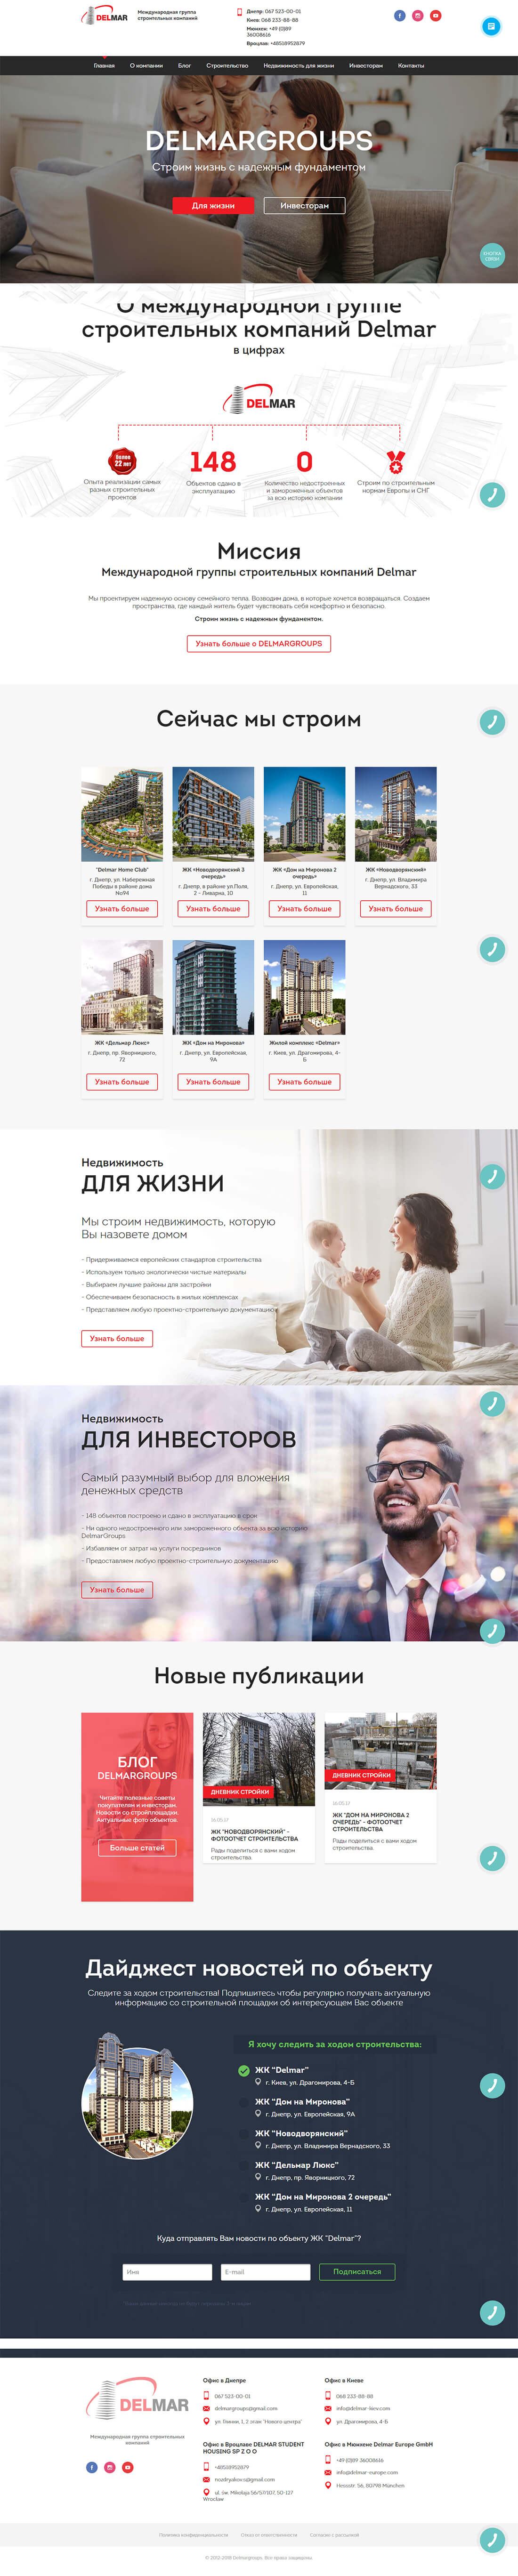 DELMAR
Международная группа
строительных компаний
Днепр: 067 523-00-01
Киев: 068 233-88-88
Мюнхен: +49 (0)89
36008616
Вроцлав: +48518952879
Главная О компании Блог Строительство Недвижимость для жизни Инвесторам Контакты
DELMARGROUPS
Строим жизнь с надежным фундаментом
Для жизни Инвесторам
КНОПКА
СВЯЗИ
О международной группе
строительных компаний Delmar
в цифрах
DELMAR
более
22 лет
148
0
Опыта реализации самых
разных строительных
проектов
Объектов сдано в
эксплуатацию
Количество недостроенных
и замороженных объектов
за всю историю компании
Строим по строительным
нормам Европы и СНГ
Миссия
Международной группы строительных компаний Delmar
Мы проектируем надежную основу семейного тепла. Возводим дома, в которые хочется возвращаться. Создаем
пространства, где каждый житель будет чувствовать себя комфортно и безопасно.
Строим жизнь с надежным фундаментом.
Узнать больше о DELMARGROUPS
Сейчас мы строим
"Delmar Home Club"
г. Днепр, ул. Набережная
Победы в районе дома
№94
Узнать больше
ЖК «Новодворянский 3
очередь»
г. Днепр, в районе ул.Поля,
2 - Ливарна, 10
Узнать больше
ЖК «Дом на Миронова 2
очередь»
г. Днепр, ул. Европейская,
11
Узнать больше
ЖК «Новодворянский»
г. Днепр, ул. Владимира
Вернадского, 33
Узнать больше
ЖК «Дельмар Люкс»
г. Днепр, пр. Яворницкого,
72
Узнать больше
ЖК «Дом на Миронова»
г. Днепр, ул. Европейская,
9А
Узнать больше
Жилой комплекс «Delmar»
г. Киев, ул. Драгомирова, 4-
Б
Узнать больше
Недвижимость
ДЛЯ ЖИЗНИ
Мы строим недвижимость, которую
Вы назовете домом
- Придерживаемся европейских стандартов строительства
- Используем только экологически чистые материалы
- Выбираем лучшие районы для застройки
- Обеспечиваем безопасность в жилых комплексах
- Представляем любую проектно-строительную документацию
Узнать больше
Недвижимость
ДЛЯ ИНВЕСТОРОВ
Самый разумный выбор для вложения
денежных средств
- 148 объектов построено и сдано в эксплуатацию в срок
- Ни одного недостроенного или замороженного объекта за всю историю
DelmarGroups
- Избавляем от затрат на услуги посредников
- Предоставляем любую проектно-строительную документацию
Узнать больше
Новые публикации
БЛОГ
DELMARGROUPS
Читайте полезные советы
покупателям и инвесторам.
Новости со стройплощадки.
Актуальные фото объектов.
Больше статей
ДНЕВНИК СТРОЙКИ
16.05.17
ЖК "НОВОДВОРЯНСКИЙ" -
ФОТООТЧЕТ СТРОИТЕЛЬСТВА
Рады поделиться с вами ходом
строительства.
ДНЕВНИК СТРОЙКИ
16.05.17
ЖК "ДОМ НА МИРОНОВА 2
ОЧЕРЕДЬ" - ФОТООТЧЕТ
СТРОИТЕЛЬСТВА
Рады поделиться с вами ходом
строительства.
Дайджест новостей по объекту
Следите за ходом строительства! Подпишитесь чтобы регулярно получать актуальную
информацию со строительной площадки об интересующем Вас объекте
Я хочу следить за ходом строительства:
ЖК "Delmar"
г. Киев, ул. Драгомирова, 4-Б
ЖК "Дом на Миронова"
г. Днепр, ул. Европейская, 9А
ЖК "Новодворянский"
г. Днепр, ул. Владимира Вернадского, 33
ЖК "Дельмар Люкс"
г. Днепр, пр. Яворницкого, 72
ЖК "Дом на Миронова 2 очередь"
г. Днепр, ул. Европейская, 11
Куда отправлять Вам новости по объекту ЖК "Delmar"?
Имя E-mail Подписаться
DELMAR
Международная группа строительных
компаний
Офис в Днепре
067 523-00-01
delmargroups@gmail.com
ул. Глинки, 1, 2 этаж "Нового центра"
Офис в Киеве
068 233-88-88
info@delmar-kiev.com
ул. Драгомирова, 4-Б
Офис в Вроцлаве DELMAR STUDENT
HOUSING SP Z O O
+48518952879
ul. św. Mikołaja 56/57/107, 50-127
Wrocław
Офис в Мюнхене Delmar Europe GmbH
+49 (0)89 36008616
info@delmar-europe.com
Hessstr. 56, 80798 München
Политика конфиденциальности Отказ от ответственности Согласие с рассылкой
© 2012-2018 Delmargroups. Все права защищены.